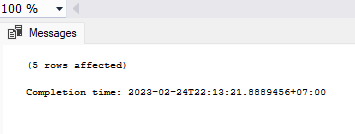 100 %
Messages
(5 rows affected)
Completion time: 2023-02-24T22:13:21.8889456+07:00